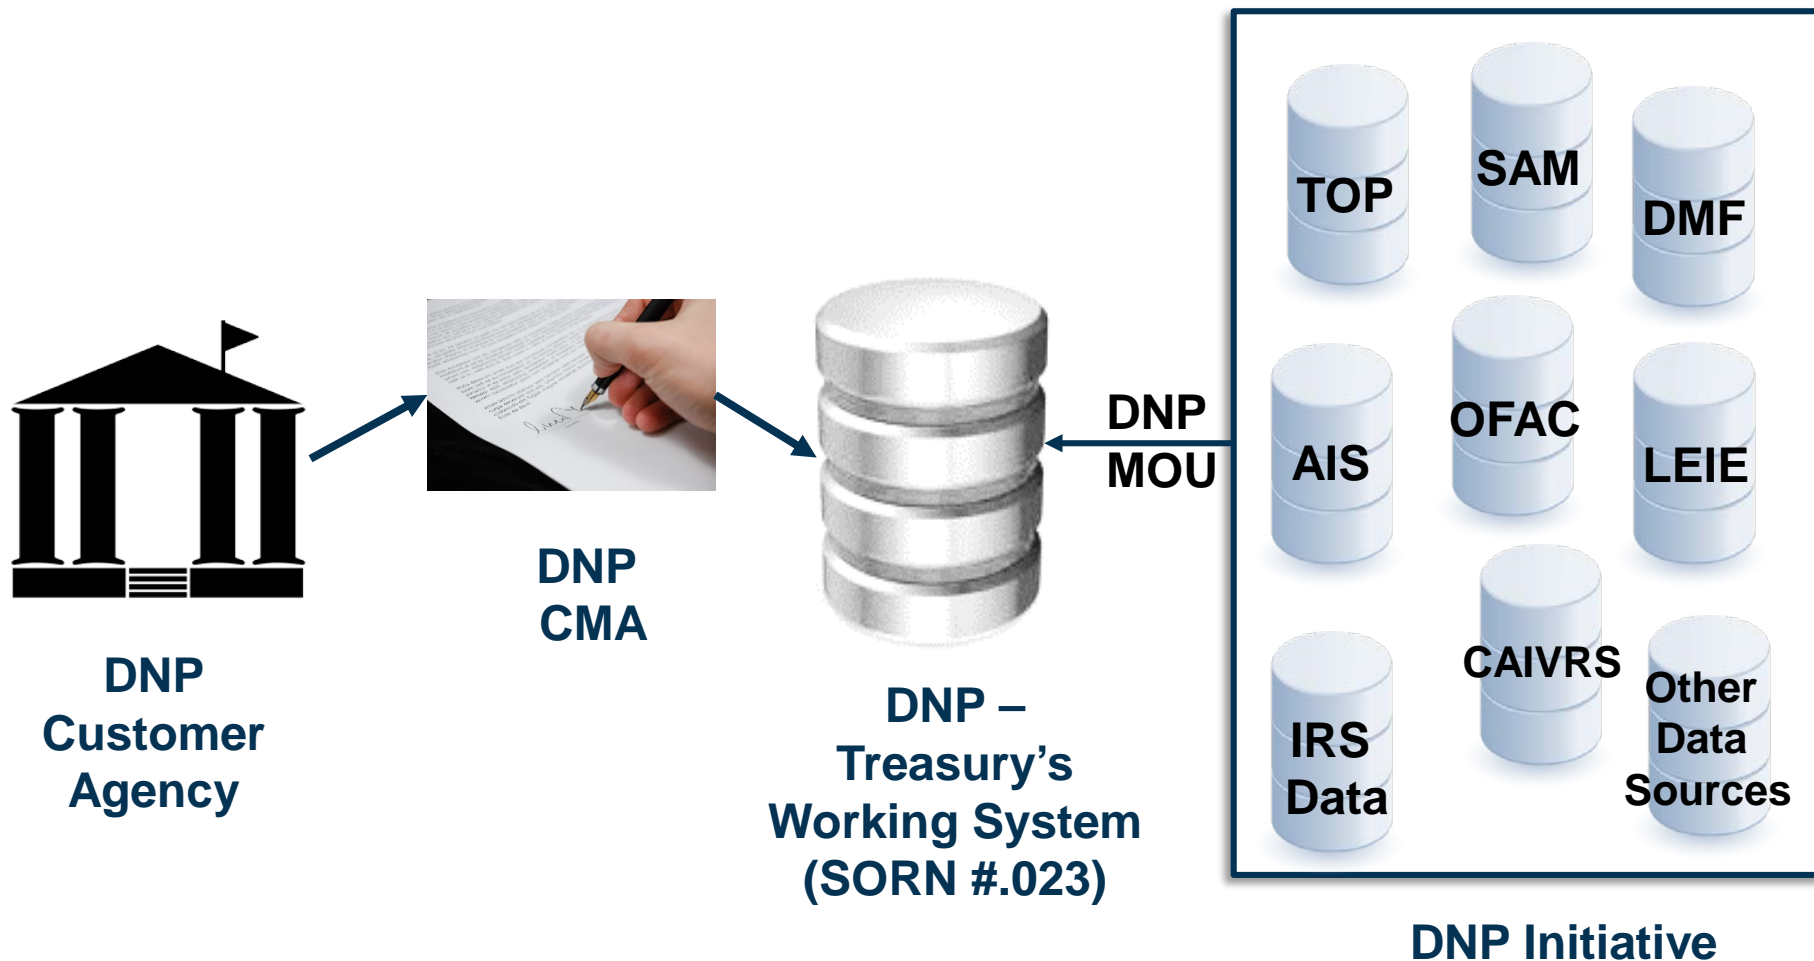 DNP
Customer
Agency
DNP
CMA
DNP –
Treasury's
Working System
(SORN #.023)
DNP
MOU
TOP
SAM
DMF
AIS
OFAC
LEIE
IRS
Data
CAIVRS
Other
Data
Sources
DNP Initiative